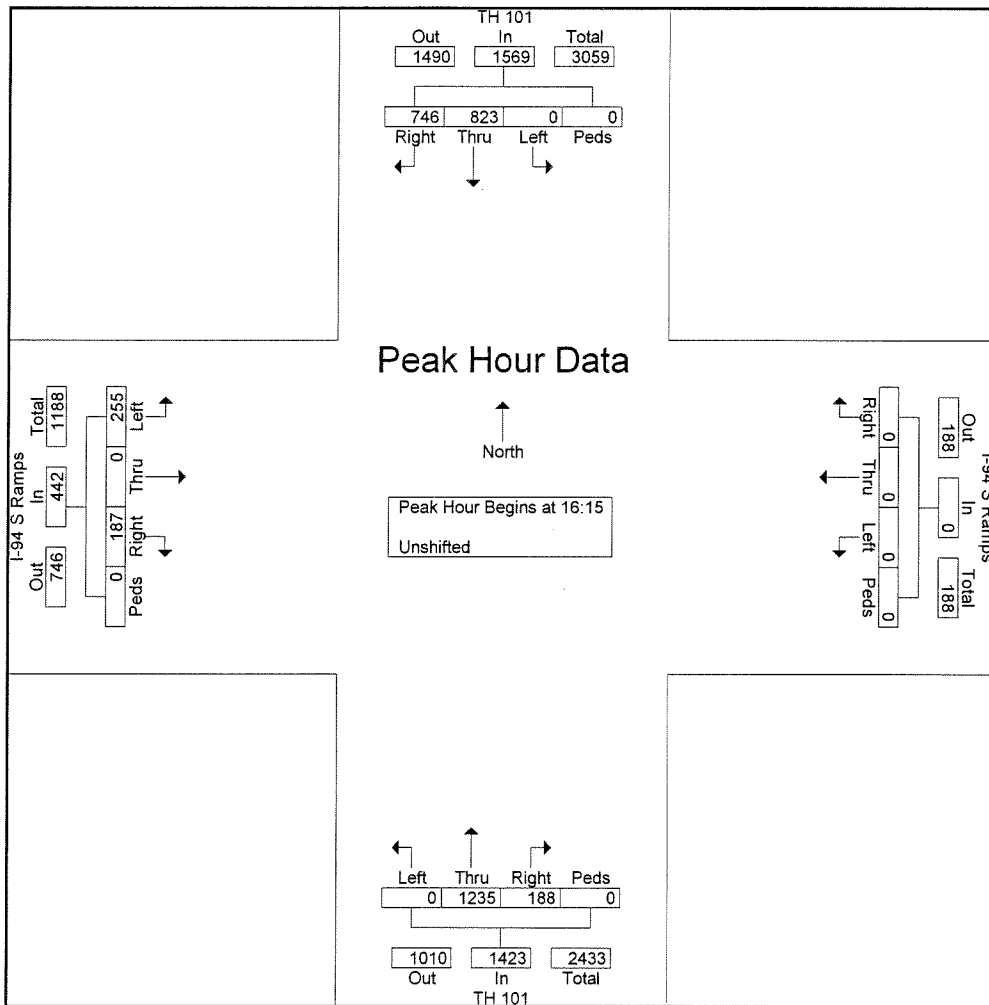 TH 101
Out In Total
1490 1569 3059
746 823 0 0
Right Thru Left Peds
Peak Hour Data
North
Peak Hour Begins at 16:15
Unshifted
I-94 S Ramps
Total In Out
1188 442 746
255 0 187 0
Left Thru Right Peds
I-94 S Ramps
Out In Total
188 0 188
0 0 0 0
Right Thru Left Peds
Left Thru Right Peds
0 1235 188 0
1010 1423 2433
Out In Total
TH 101